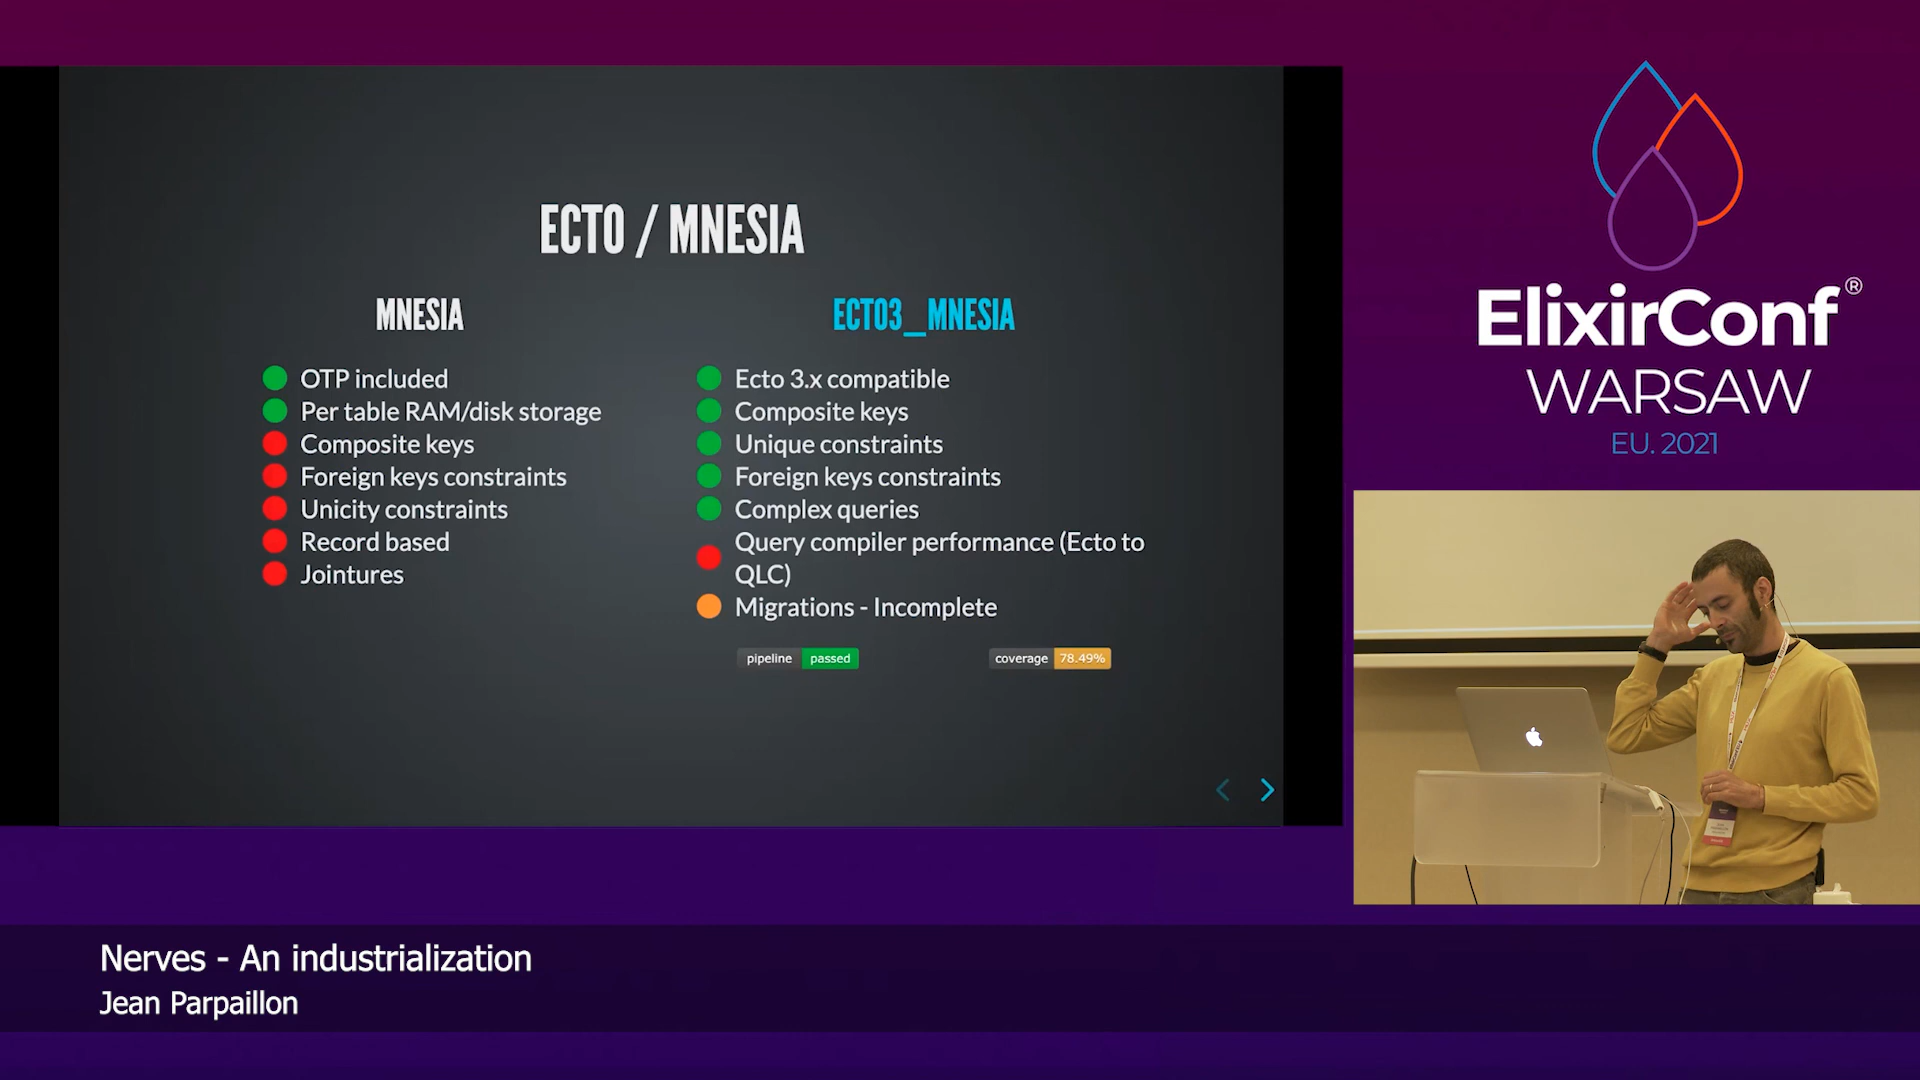 ECTO / MNESIA
MNESIA
OTP included
Per table RAM/disk storage
Composite keys
Foreign keys constraints
Unicity constraints
Record based
Jointures
ECTO3_MNESIA
Ecto 3.x compatible
Composite keys
Unique constraints
Foreign keys constraints
Complex queries
Query compiler performance (Ecto to
QLC)
Migrations - Incomplete
pipeline passed
coverage 78.49%
ElixirConf®
WARSAW
EU. 2021
Nerves - An industrialization
Jean Parpaillon